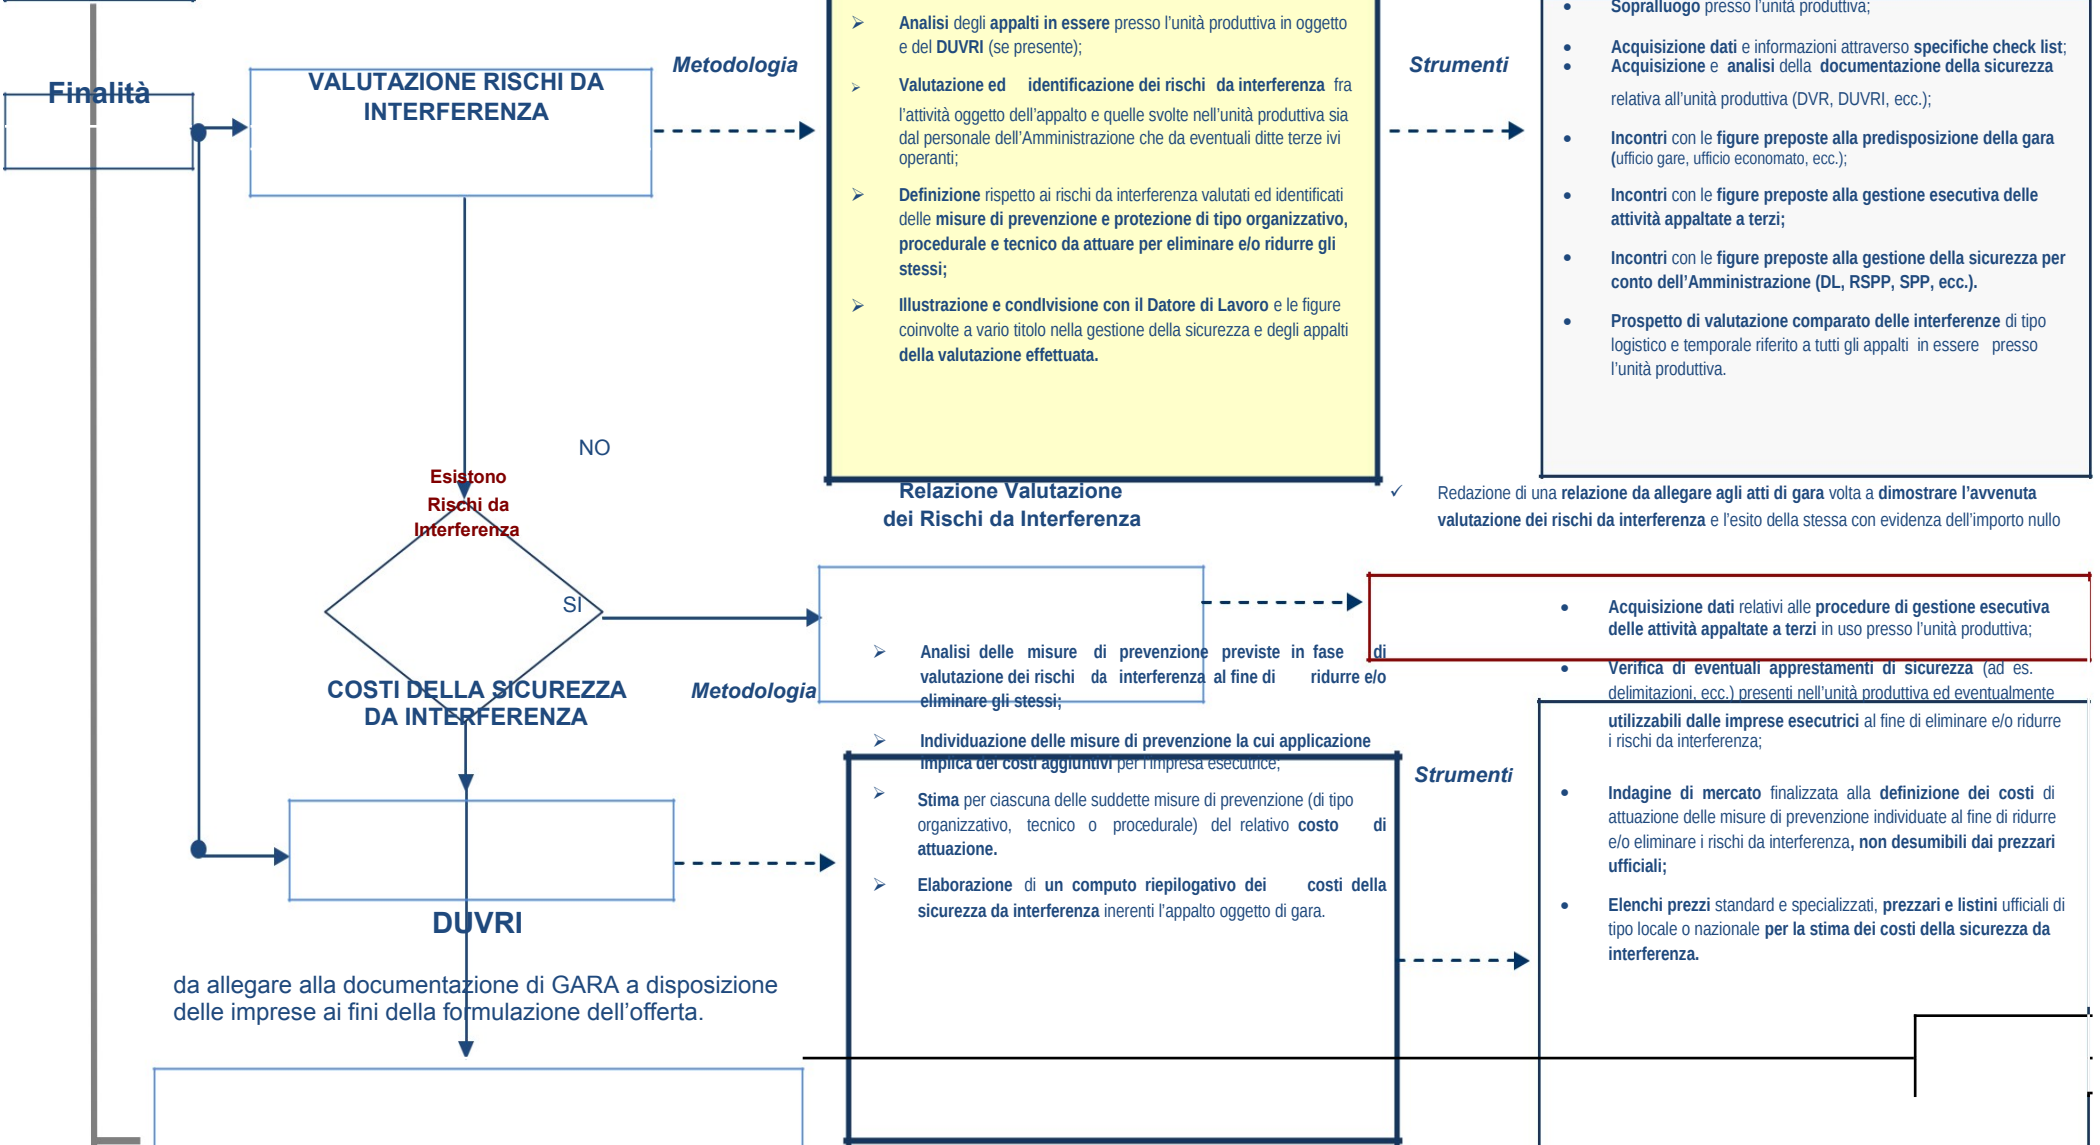 Finalità
VALUTAZIONE RISCHI DA
INTERFERENZA
Metodologia
➢ Analisi degli appalti in essere presso l’unità produttiva in oggetto
e del DUVRI (se presente);
➢ Valutazione ed identificazione dei rischi da interferenza fra
l’attività oggetto dell’appalto e quelle svolte nell’unità produttiva sia
dal personale dell’Amministrazione che da eventuali ditte terze ivi
operanti;
➢ Definizione rispetto ai rischi da interferenza valutati ed identificati
delle misure di prevenzione e protezione di tipo organizzativo,
procedurale e tecnico da attuare per eliminare e/o ridurre gli
stessi;
➢ Illustrazione e condIvisione con il Datore di Lavoro e le figure
coinvolte a vario titolo nella gestione della sicurezza e degli appalti
della valutazione effettuata.
Strumenti
• Sopralluogo presso l’unità produttiva;
• Acquisizione dati e informazioni attraverso specifiche check list;
• Acquisizione e analisi della documentazione della sicurezza
relativa all’unità produttiva (DVR, DUVRI, ecc.);
• Incontri con le figure preposte alla predisposizione della gara
(ufficio gare, ufficio economato, ecc.);
• Incontri con le figure preposte alla gestione esecutiva delle
attività appaltate a terzi;
• Incontri con le figure preposte alla gestione della sicurezza per
conto dell’Amministrazione (DL, RSPP, SPP, ecc.).
• Prospetto di valutazione comparato delle interferenze di tipo
logistico e temporale riferito a tutti gli appalti in essere presso
l’unità produttiva.
NO
Esistono
Rischi da
Interferenza
SI
Relazione Valutazione
dei Rischi da Interferenza
✓ Redazione di una relazione da allegare agli atti di gara volta a dimostrare l’avvenuta
valutazione dei rischi da interferenza e l’esito della stessa con evidenza dell’importo nullo
COSTI DELLA SICUREZZA
DA INTERFERENZA
Metodologia
➢ Analisi delle misure di prevenzione previste in fase di
valutazione dei rischi da interferenza al fine di ridurre e/o
eliminare gli stessi;
➢ Individuazione delle misure di prevenzione la cui applicazione
implica dei costi aggiuntivi per l’impresa esecutrice;
➢ Stima per ciascuna delle suddette misure di prevenzione (di tipo
organizzativo, tecnico o procedurale) del relativo costo di
attuazione.
➢ Elaborazione di un computo riepilogativo dei costi della
sicurezza da interferenza inerenti l’appalto oggetto di gara.
Strumenti
• Acquisizione dati relativi alle procedure di gestione esecutiva
delle attività appaltate a terzi in uso presso l’unità produttiva;
• Verifica di eventuali apprestamenti di sicurezza (ad es.
delimitazioni, ecc.) presenti nell’unità produttiva ed eventualmente
utilizzabili dalle imprese esecutrici al fine di eliminare e/o ridurre
i rischi da interferenza;
• Indagine di mercato finalizzata alla definizione dei costi di
attuazione delle misure di prevenzione individuate al fine di ridurre
e/o eliminare i rischi da interferenza, non desumibili dai prezzari
ufficiali;
• Elenchi prezzi standard e specializzati, prezzari e listini ufficiali di
tipo locale o nazionale per la stima dei costi della sicurezza da
interferenza.
DUVRI
da allegare alla documentazione di GARA a disposizione
delle imprese ai fini della formulazione dell’offerta.